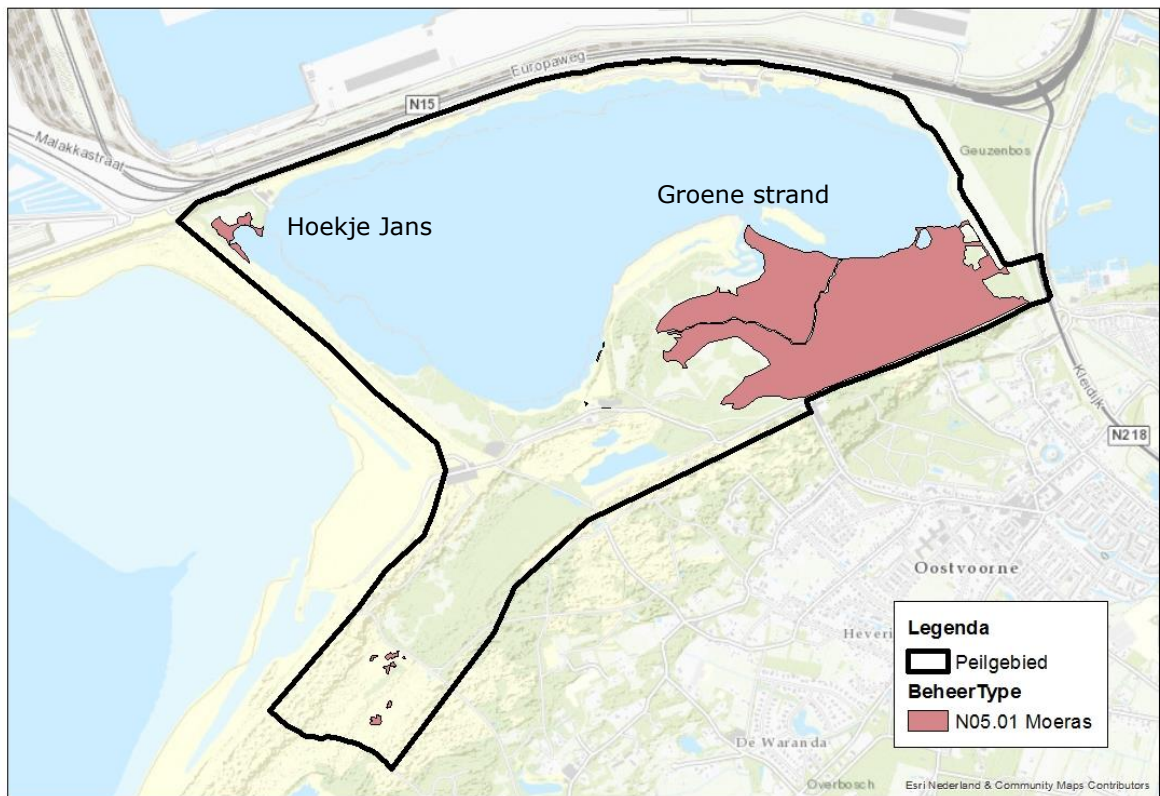 Europaweg
N15
Malakkastraat
Geuzenbos
Groene strand
Hoekje Jans
Kleidijk
N218
Oostvoorne
Heveri
De Waranda
Overbosch
Legenda
Peilgebied
BeheerType
N05.01 Moeras
Esri Nederland & Community Maps Contributors